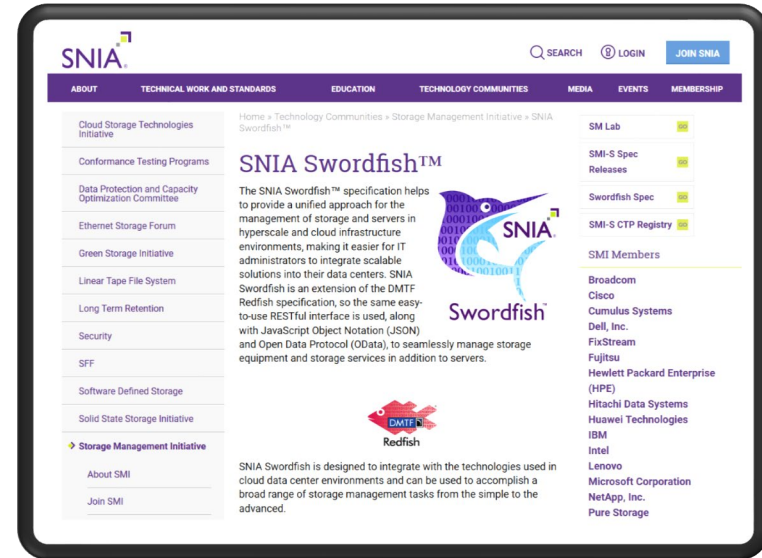 SNIA®
SEARCH
LOGIN
JOIN SNIA
ABOUT
TECHNICAL WORK AND STANDARDS
EDUCATION
TECHNOLOGY COMMUNITIES
MEDIA
EVENTS
MEMBERSHIP
Cloud Storage Technologies
Initiative
Conformance Testing Programs
Data Protection and Capacity
Optimization Committee
Ethernet Storage Forum
Green Storage Initiative
Linear Tape File System
Long Term Retention
Security
SFF
Software Defined Storage
Solid State Storage Initiative
Storage Management Initiative
About SMI
Join SMI
Home » Technology Communities » Storage Management Initiative » SNIA
Swordfish™
SNIA Swordfish™
The SNIA Swordfish™ specification helps
to provide a unified approach for the
management of storage and servers in
hyperscale and cloud infrastructure
environments, making it easier for IT
administrators to integrate scalable
solutions into their data centers. SNIA
Swordfish is an extension of the DMTF
Redfish specification, so the same easy-
to-use RESTful interface is used, along
with JavaScript Object Notation (JSON)
and Open Data Protocol (OData), to seamlessly manage storage
equipment and storage services in addition to servers.
SNIA
Swordfish™
DMTF
Redfish
SNIA Swordfish is designed to integrate with the technologies used in
cloud data center environments and can be used to accomplish a
broad range of storage management tasks from the simple to the
advanced.
SM Lab GO
SMI-S Spec
Releases GO
Swordfish Spec GO
SMI-S CTP Registry GO
SMI Members
Broadcom
Cisco
Cumulus Systems
Dell, Inc.
FixStream
Fujitsu
Hewlett Packard Enterprise
(HPE)
Hitachi Data Systems
Huawei Technologies
IBM
Intel
Lenovo
Microsoft Corporation
NetApp, Inc.
Pure Storage